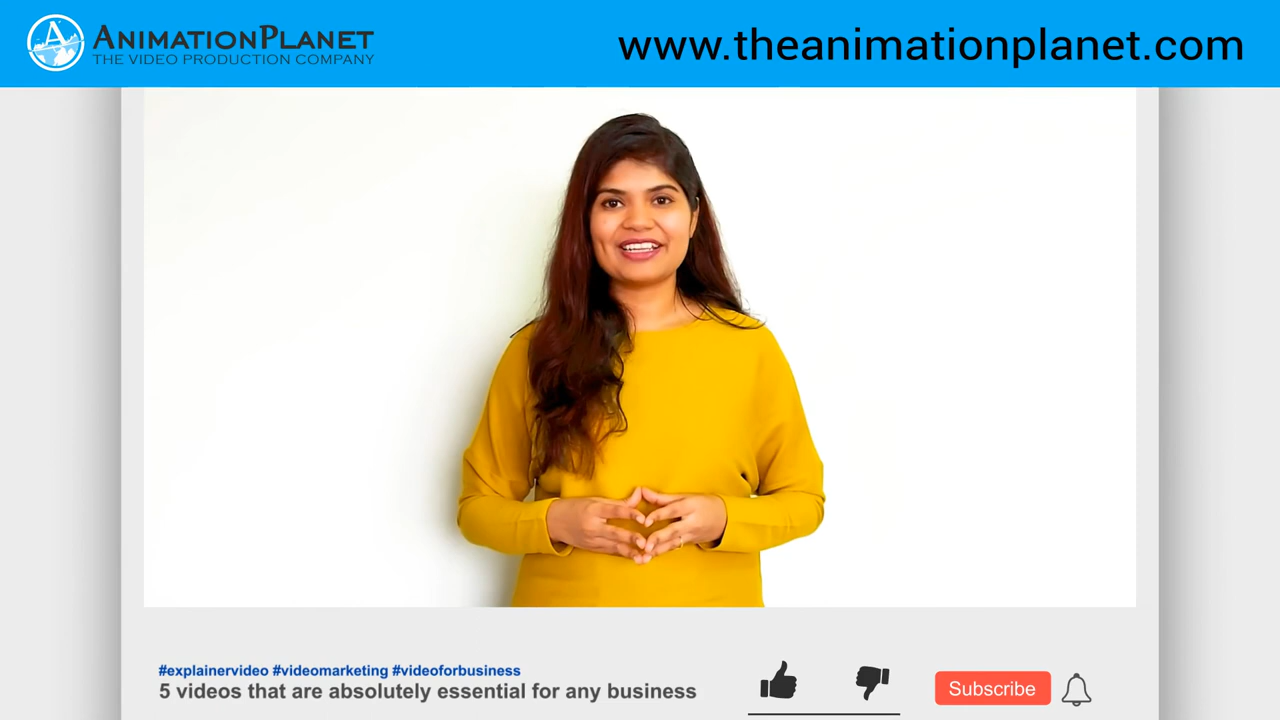 ANIMATIONPLANET
THE VIDEO PRODUCTION COMPANY
www.theanimationplanet.com
#explainervideo #videomarketing #videoforbusiness
5 videos that are absolutely essential for any business
Subscribe